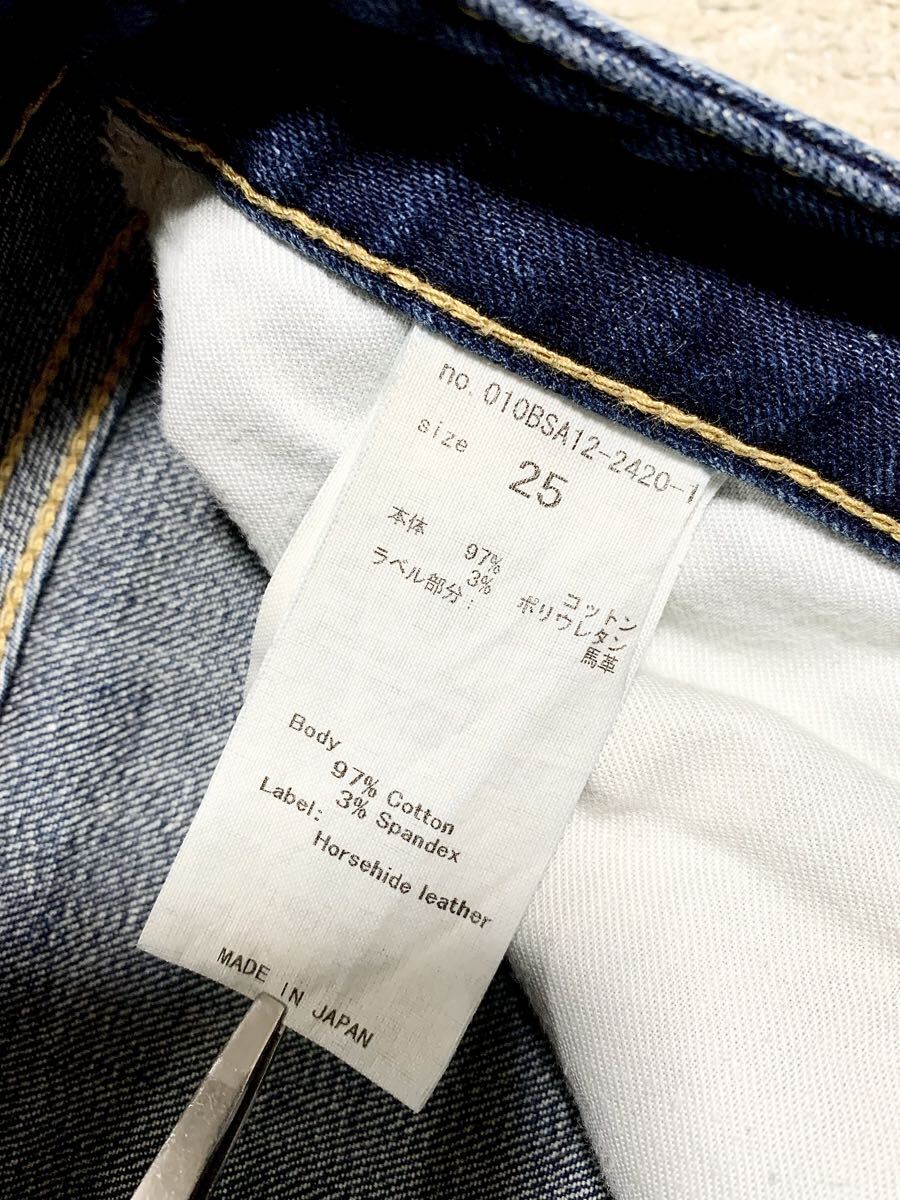 no. 010BSA12-2420-1
size 25
本体 97% コットン
3% ポリウレタン
ラベル部分: 馬革
Body
97% Cotton
3% Spandex
Label:
Horsehide leather
MADE IN JAPAN